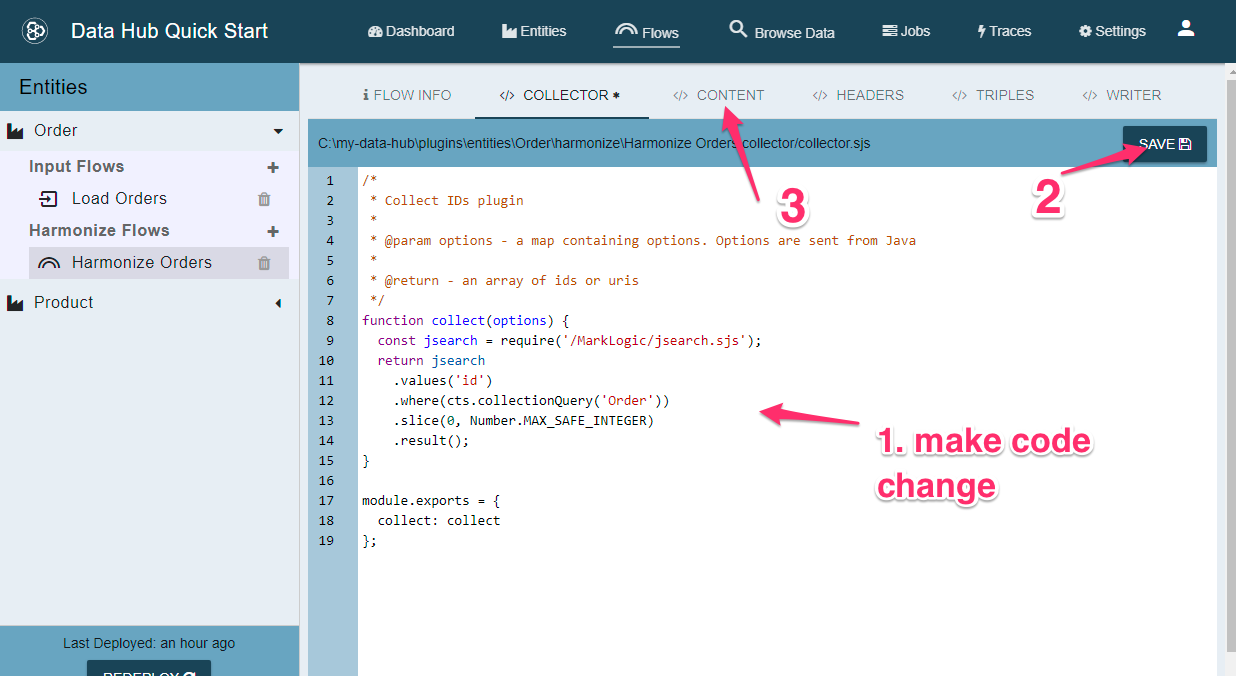 Data Hub Quick Start
Dashboard
Entities
Flows
Browse Data
Jobs
Traces
Settings
Entities
Order
Input Flows
Load Orders
Harmonize Flows
Harmonize Orders
Product
Last Deployed: an hour ago
REDEPLOY
FLOW INFO
</> COLLECTOR *
</> CONTENT
</> HEADERS
</> TRIPLES
</> WRITER
C:\my-data-hub\plugins\entities\Order\harmonize\Harmonize Orders/collector/collector.sjs
SAVE
1 /*
2  * Collect IDs plugin
3  *
4  * @param options - a map containing options. Options are sent from Java
5  *
6  * @return - an array of ids or uris
7  */
8 function collect(options) {
9   const jsearch = require('/MarkLogic/jsearch.sjs');
10   return jsearch
11     .values('id')
12     .where(cts.collectionQuery('Order'))
13     .slice(0, Number.MAX_SAFE_INTEGER)
14     .result();
15 }
16
17 module.exports = {
18   collect: collect
19 };
3
2
1. make code
change